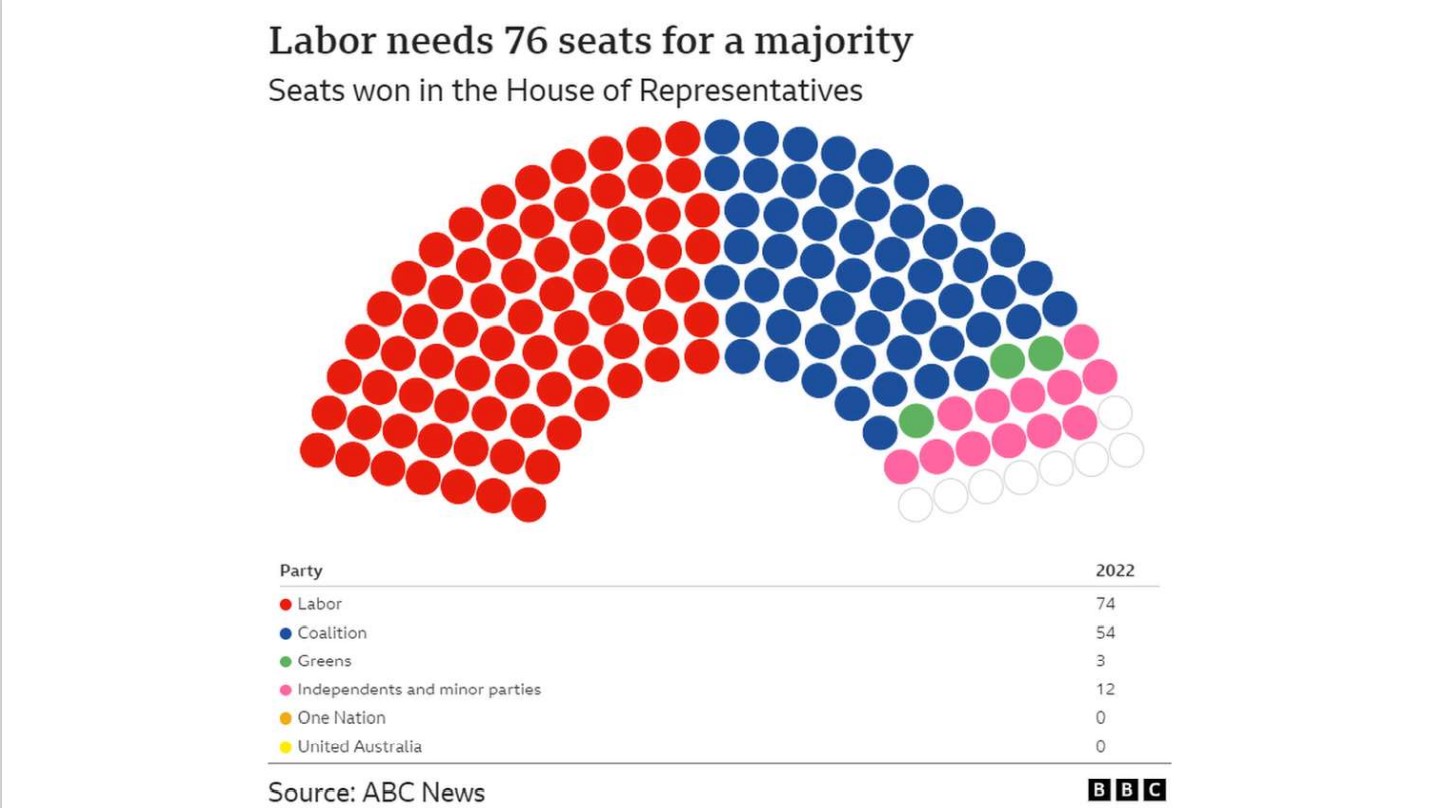 Labor needs 76 seats for a majority
Seats won in the House of Representatives
Party 2022
Labor 74
Coalition 54
Greens 3
Independents and minor parties 12
One Nation 0
United Australia 0
Source: ABC News BBC